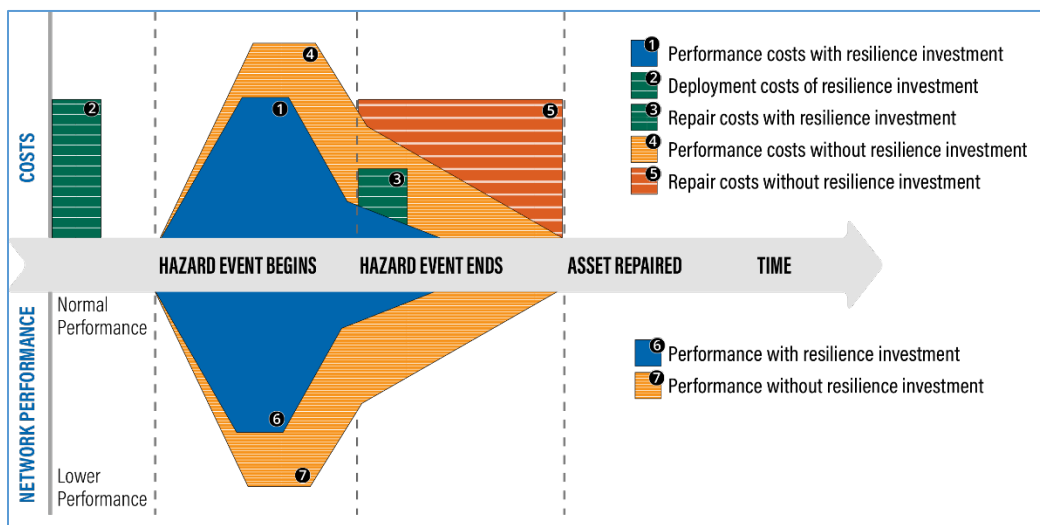 COSTS
2
4
1
5
3
1 Performance costs with resilience investment
2 Deployment costs of resilience investment
3 Repair costs with resilience investment
4 Performance costs without resilience investment
5 Repair costs without resilience investment
HAZARD EVENT BEGINS
HAZARD EVENT ENDS
ASSET REPAIRED
TIME
NETWORK PERFORMANCE
Normal
Performance
Lower
Performance
6
7
6 Performance with resilience investment
7 Performance without resilience investment